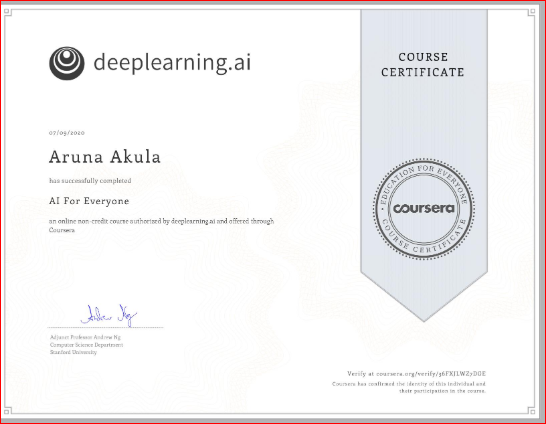 deeplearning.ai
COURSE
CERTIFICATE
07/09/2020
Aruna Akula
has successfully completed
AI For Everyone
an online non-credit course authorized by deeplearning.ai and offered through
Coursera
EDUCATION FOR EVERYONE
coursera
COURSE CERTIFICATE
Andrew Ng
Adjunct Professor Andrew Ng
Computer Science Department
Stanford University
Verify at coursera.org/verify/36FXJLWZ7DGE
Coursera has confirmed the identity of this individual and
their participation in the course.